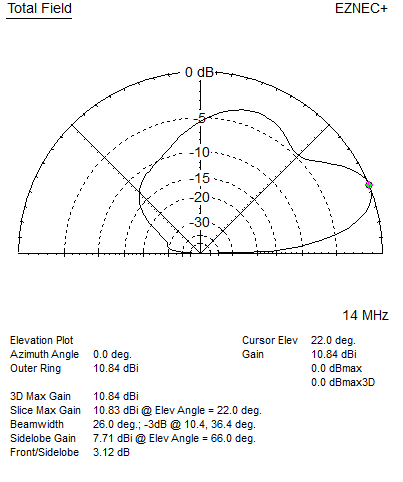 Total Field
EZNEC+
0 dB
-5
-10
-15
-20
-30
14 MHz
Elevation Plot
Cursor Elev 22.0 deg.
Azimuth Angle 0.0 deg.
Gain 10.84 dBi
Outer Ring 10.84 dBi
0.0 dBmax
0.0 dBmax3D
3D Max Gain 10.84 dBi
Slice Max Gain 10.83 dBi @ Elev Angle = 22.0 deg.
Beamwidth 26.0 deg.; -3dB @ 10.4, 36.4 deg.
Sidelobe Gain 7.71 dBi @ Elev Angle = 66.0 deg.
Front/Sidelobe 3.12 dB